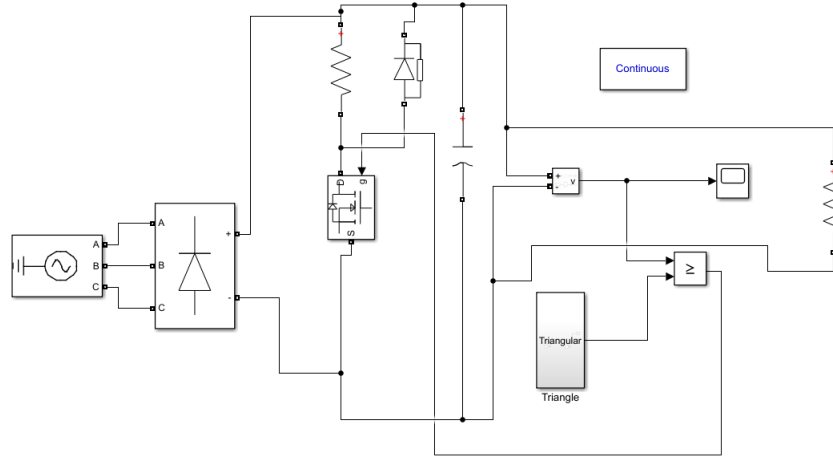 Continuous
+
+
D
g
S
+
-
v
+
A
B
C
A
B
C
+
-
≥
Triangular
Triangle